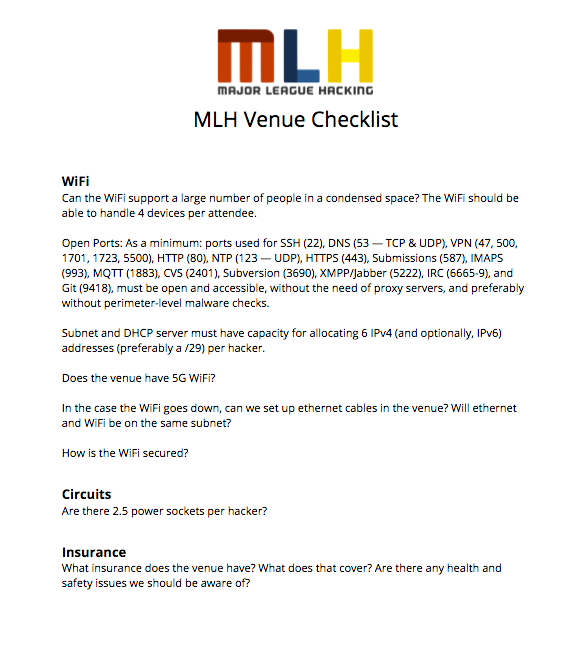 MLH
MAJOR LEAGUE HACKING
MLH Venue Checklist
WiFi
Can the WiFi support a large number of people in a condensed space? The WiFi should be
able to handle 4 devices per attendee.
Open Ports: As a minimum: ports used for SSH (22), DNS (53 — TCP & UDP), VPN (47, 500,
1701, 1723, 5500), HTTP (80), NTP (123 — UDP), HTTPS (443), Submissions (587), IMAPS
(993), MQTT (1883), CVS (2401), Subversion (3690), XMPP/Jabber (5222), IRC (6665-9), and
Git (9418), must be open and accessible, without the need of proxy servers, and preferably
without perimeter-level malware checks.
Subnet and DHCP server must have capacity for allocating 6 IPv4 (and optionally, IPv6)
addresses (preferably a /29) per hacker.
Does the venue have 5G WiFi?
In the case the WiFi goes down, can we set up ethernet cables in the venue? Will ethernet
and WiFi be on the same subnet?
How is the WiFi secured?
Circuits
Are there 2.5 power sockets per hacker?
Insurance
What insurance does the venue have? What does that cover? Are there any health and
safety issues we should be aware of?